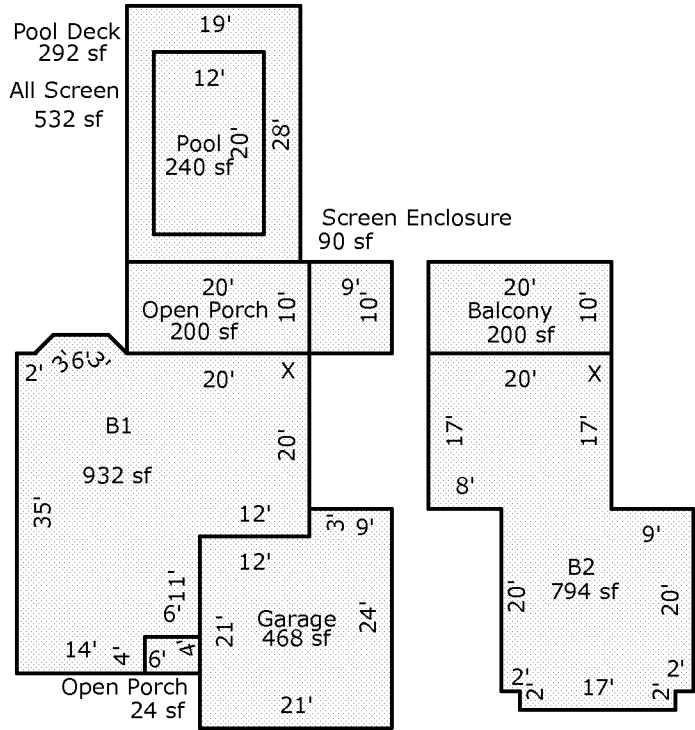 Pool Deck
292 sf
All Screen
532 sf
19'
12'
Pool
240 sf
20'
28'
Screen Enclosure
90 sf
20'
Open Porch
200 sf
10'
9'
10'
20'
Balcony
200 sf
10'
2'
3'
6'
3'
20'
X
B1
932 sf
20'
35'
12'
11'
6'
14'
4'
6'
4'
Open Porch
24 sf
3'
9'
12'
Garage
468 sf
21'
24'
21'
20'
X
17'
17'
8'
9'
B2
794 sf
20'
20'
2'
2'
17'
2'
2'